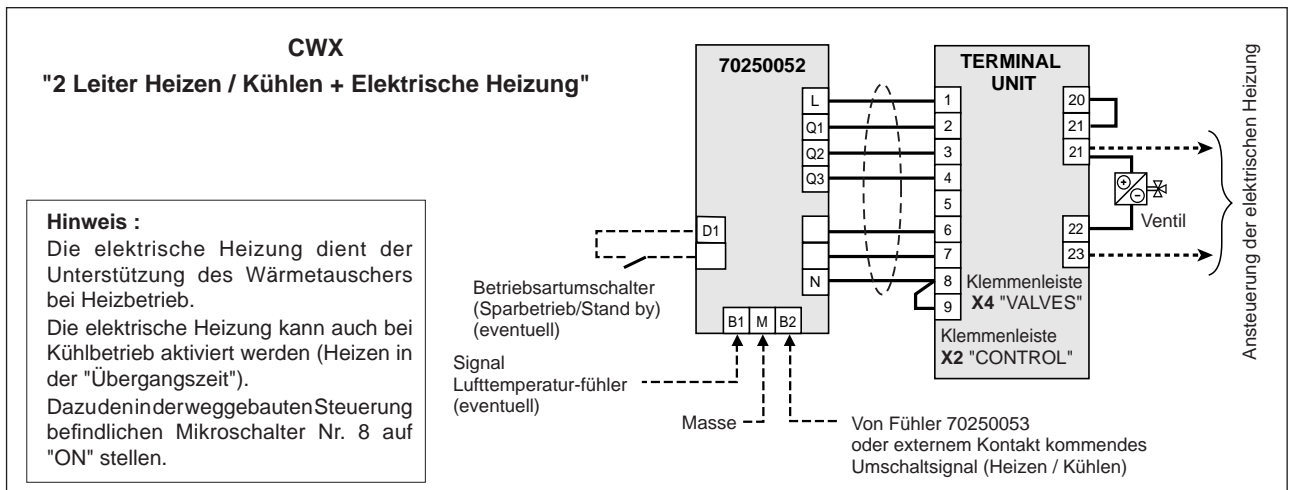 CWX
"2 Leiter Heizen / Kühlen + Elektrische Heizung"
Hinweis :
Die elektrische Heizung dient der
Unterstützung des Wärmetauschers
bei Heizbetrieb.
Die elektrische Heizung kann auch bei
Kühlbetrieb aktiviert werden (Heizen in
der "Übergangszeit").
DazudeninderweggebautenSteuerung
befindlichen Mikroschalter Nr. 8 auf
"ON" stellen.
70250052
L
Q1
Q2
Q3
N
D1
B1 M B2
Betriebsartumschalter
(Sparbetrieb/Stand by)
(eventuell)
Signal
Lufttemperatur-fühler
(eventuell)
Masse
Von Fühler 70250053
oder externem Kontakt kommendes
Umschaltsignal (Heizen / Kühlen)
TERMINAL
UNIT
1
2
3
4
5
6
7
8
9
20
21
21
22
23
Klemmenleiste
X4 "VALVES"
Klemmenleiste
X2 "CONTROL"
Ventil
Ansteuerung der elektrischen Heizung